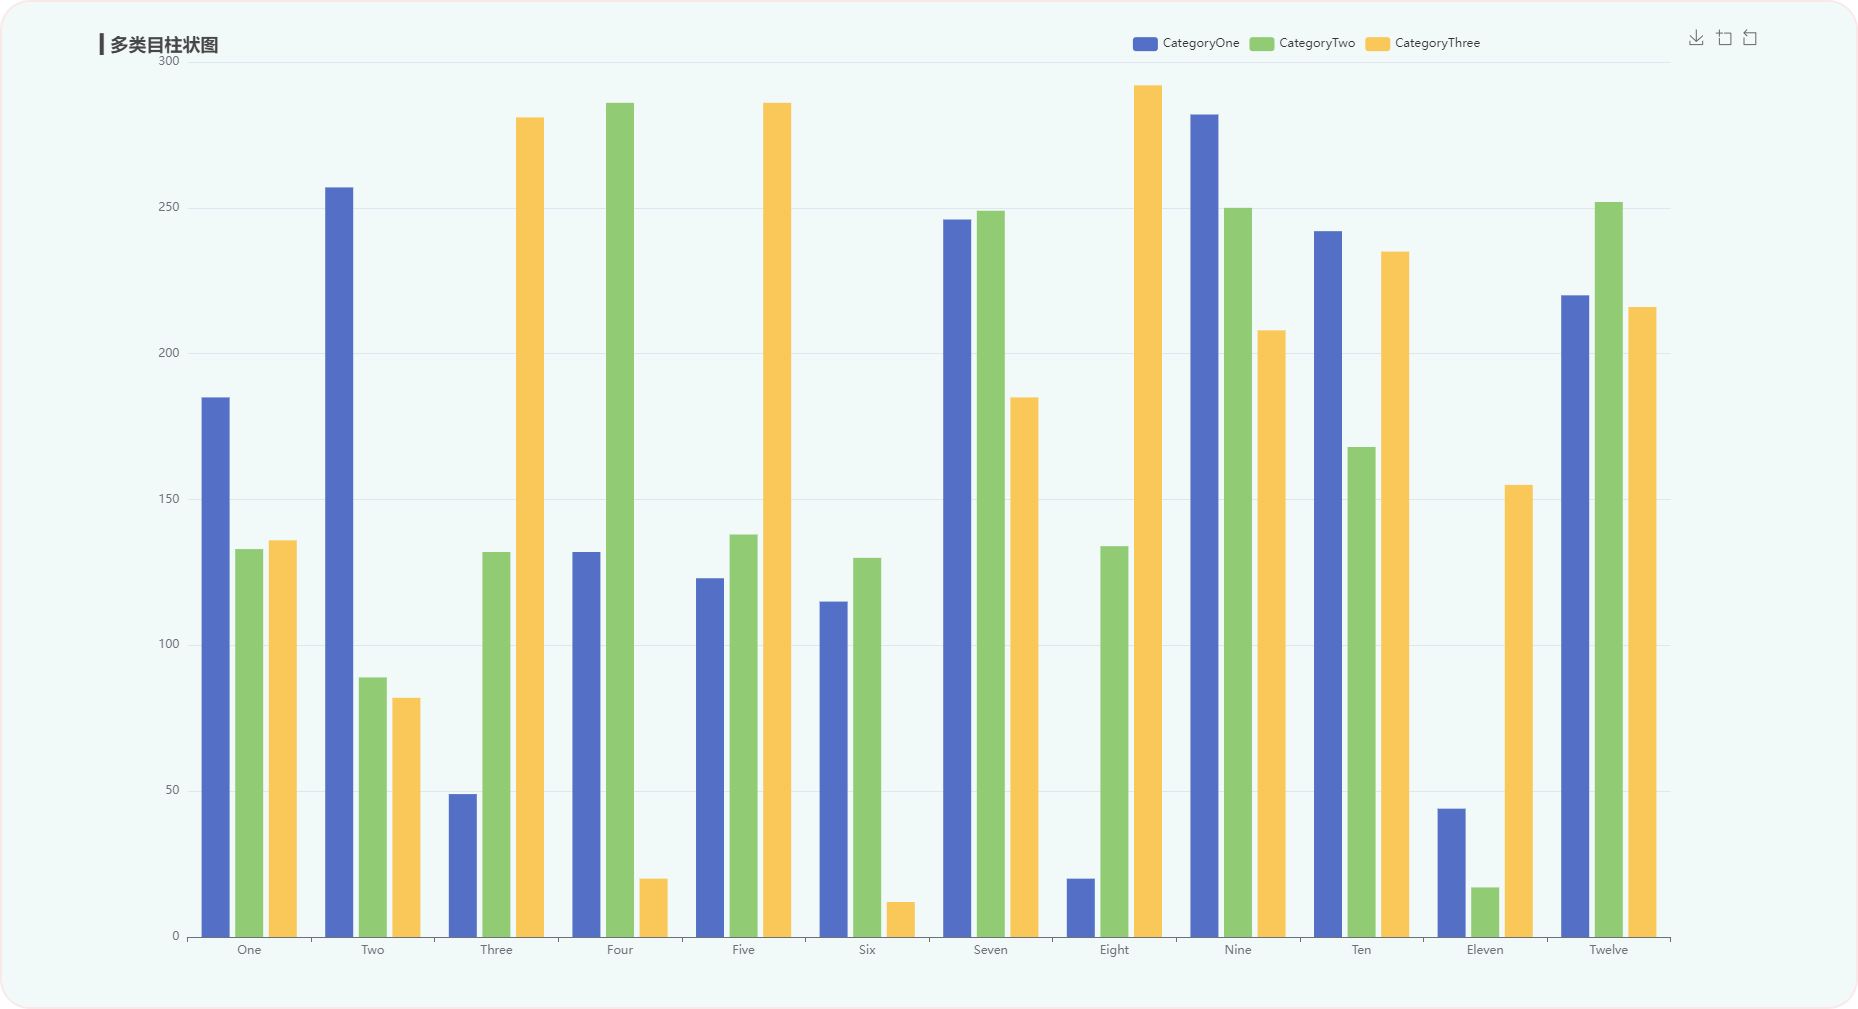 多类目柱状图
CategoryOne CategoryTwo CategoryThree
300
250
200
150
100
50
0
One Two Three Four Five Six Seven Eight Nine Ten Eleven Twelve